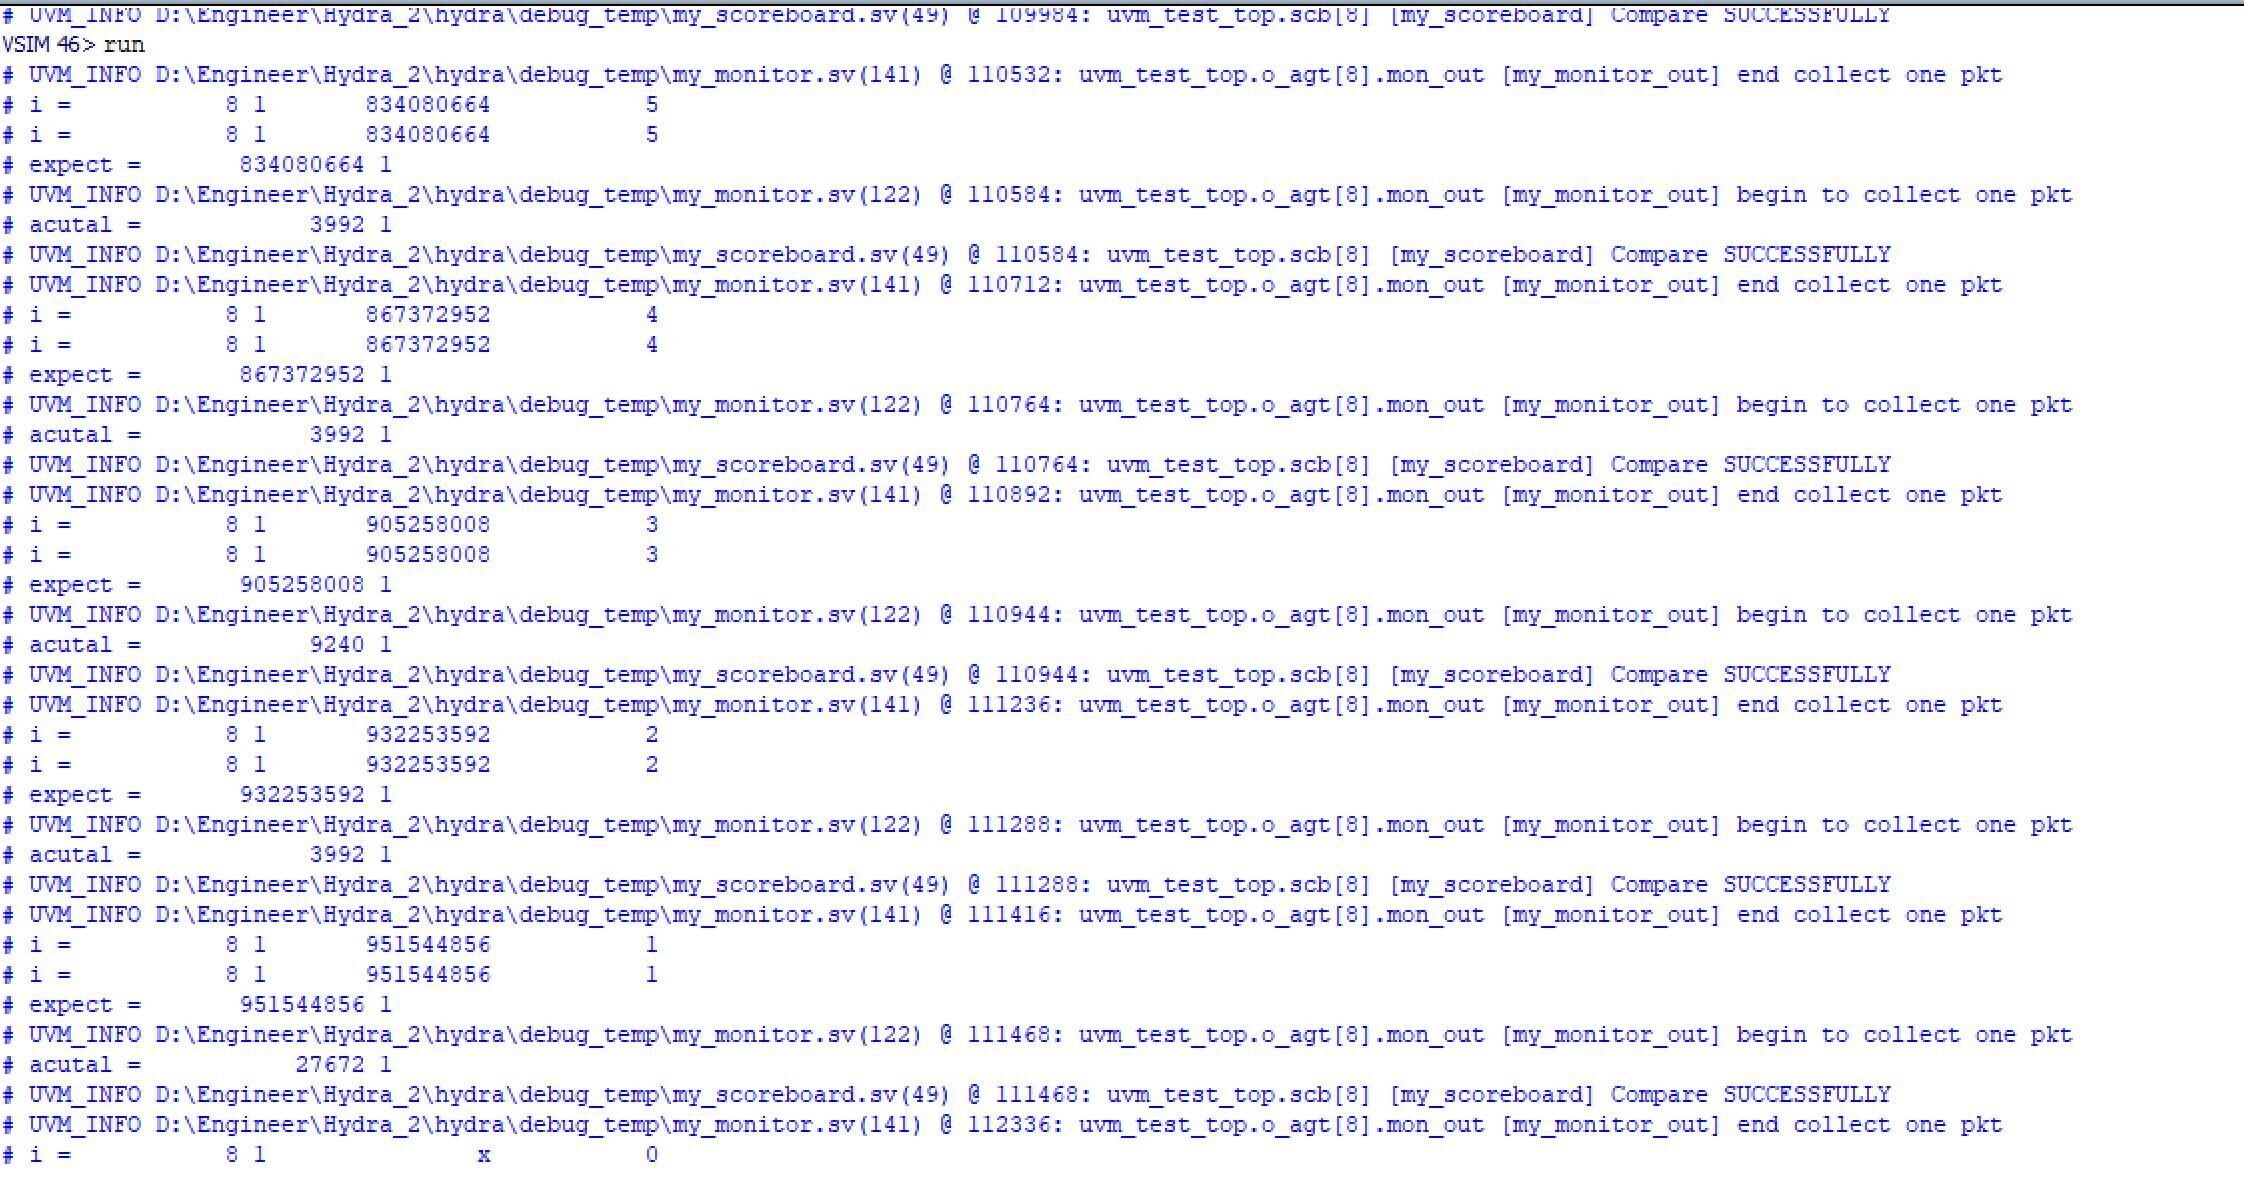 # UVM_INFO D:\Engineer\Hydra_2\hydra\debug_temp\my_scoreboard.sv(49) @ 109984: uvm_test_top.scb[8] [my_scoreboard] Compare SUCCESSFULLY
VSIM 46> run
# UVM_INFO D:\Engineer\Hydra_2\hydra\debug_temp\my_monitor.sv(141) @ 110532: uvm_test_top.o_agt[8].mon_out [my_monitor_out] end collect one pkt
# i =           8 1       834080664           5
# i =           8 1       834080664           5
# expect =       834080664 1
# UVM_INFO D:\Engineer\Hydra_2\hydra\debug_temp\my_monitor.sv(122) @ 110584: uvm_test_top.o_agt[8].mon_out [my_monitor_out] begin to collect one pkt
# acutal =            3992 1
# UVM_INFO D:\Engineer\Hydra_2\hydra\debug_temp\my_scoreboard.sv(49) @ 110584: uvm_test_top.scb[8] [my_scoreboard] Compare SUCCESSFULLY
# UVM_INFO D:\Engineer\Hydra_2\hydra\debug_temp\my_monitor.sv(141) @ 110712: uvm_test_top.o_agt[8].mon_out [my_monitor_out] end collect one pkt
# i =           8 1       867372952           4
# i =           8 1       867372952           4
# expect =       867372952 1
# UVM_INFO D:\Engineer\Hydra_2\hydra\debug_temp\my_monitor.sv(122) @ 110764: uvm_test_top.o_agt[8].mon_out [my_monitor_out] begin to collect one pkt
# acutal =            3992 1
# UVM_INFO D:\Engineer\Hydra_2\hydra\debug_temp\my_scoreboard.sv(49) @ 110764: uvm_test_top.scb[8] [my_scoreboard] Compare SUCCESSFULLY
# UVM_INFO D:\Engineer\Hydra_2\hydra\debug_temp\my_monitor.sv(141) @ 110892: uvm_test_top.o_agt[8].mon_out [my_monitor_out] end collect one pkt
# i =           8 1       905258008           3
# i =           8 1       905258008           3
# expect =       905258008 1
# UVM_INFO D:\Engineer\Hydra_2\hydra\debug_temp\my_monitor.sv(122) @ 110944: uvm_test_top.o_agt[8].mon_out [my_monitor_out] begin to collect one pkt
# acutal =            9240 1
# UVM_INFO D:\Engineer\Hydra_2\hydra\debug_temp\my_scoreboard.sv(49) @ 110944: uvm_test_top.scb[8] [my_scoreboard] Compare SUCCESSFULLY
# UVM_INFO D:\Engineer\Hydra_2\hydra\debug_temp\my_monitor.sv(141) @ 111236: uvm_test_top.o_agt[8].mon_out [my_monitor_out] end collect one pkt
# i =           8 1       932253592           2
# i =           8 1       932253592           2
# expect =       932253592 1
# UVM_INFO D:\Engineer\Hydra_2\hydra\debug_temp\my_monitor.sv(122) @ 111288: uvm_test_top.o_agt[8].mon_out [my_monitor_out] begin to collect one pkt
# acutal =            3992 1
# UVM_INFO D:\Engineer\Hydra_2\hydra\debug_temp\my_scoreboard.sv(49) @ 111288: uvm_test_top.scb[8] [my_scoreboard] Compare SUCCESSFULLY
# UVM_INFO D:\Engineer\Hydra_2\hydra\debug_temp\my_monitor.sv(141) @ 111416: uvm_test_top.o_agt[8].mon_out [my_monitor_out] end collect one pkt
# i =           8 1       951544856           1
# i =           8 1       951544856           1
# expect =       951544856 1
# UVM_INFO D:\Engineer\Hydra_2\hydra\debug_temp\my_monitor.sv(122) @ 111468: uvm_test_top.o_agt[8].mon_out [my_monitor_out] begin to collect one pkt
# acutal =           27672 1
# UVM_INFO D:\Engineer\Hydra_2\hydra\debug_temp\my_scoreboard.sv(49) @ 111468: uvm_test_top.scb[8] [my_scoreboard] Compare SUCCESSFULLY
# UVM_INFO D:\Engineer\Hydra_2\hydra\debug_temp\my_monitor.sv(141) @ 112336: uvm_test_top.o_agt[8].mon_out [my_monitor_out] end collect one pkt
# i =           8 1               x           0